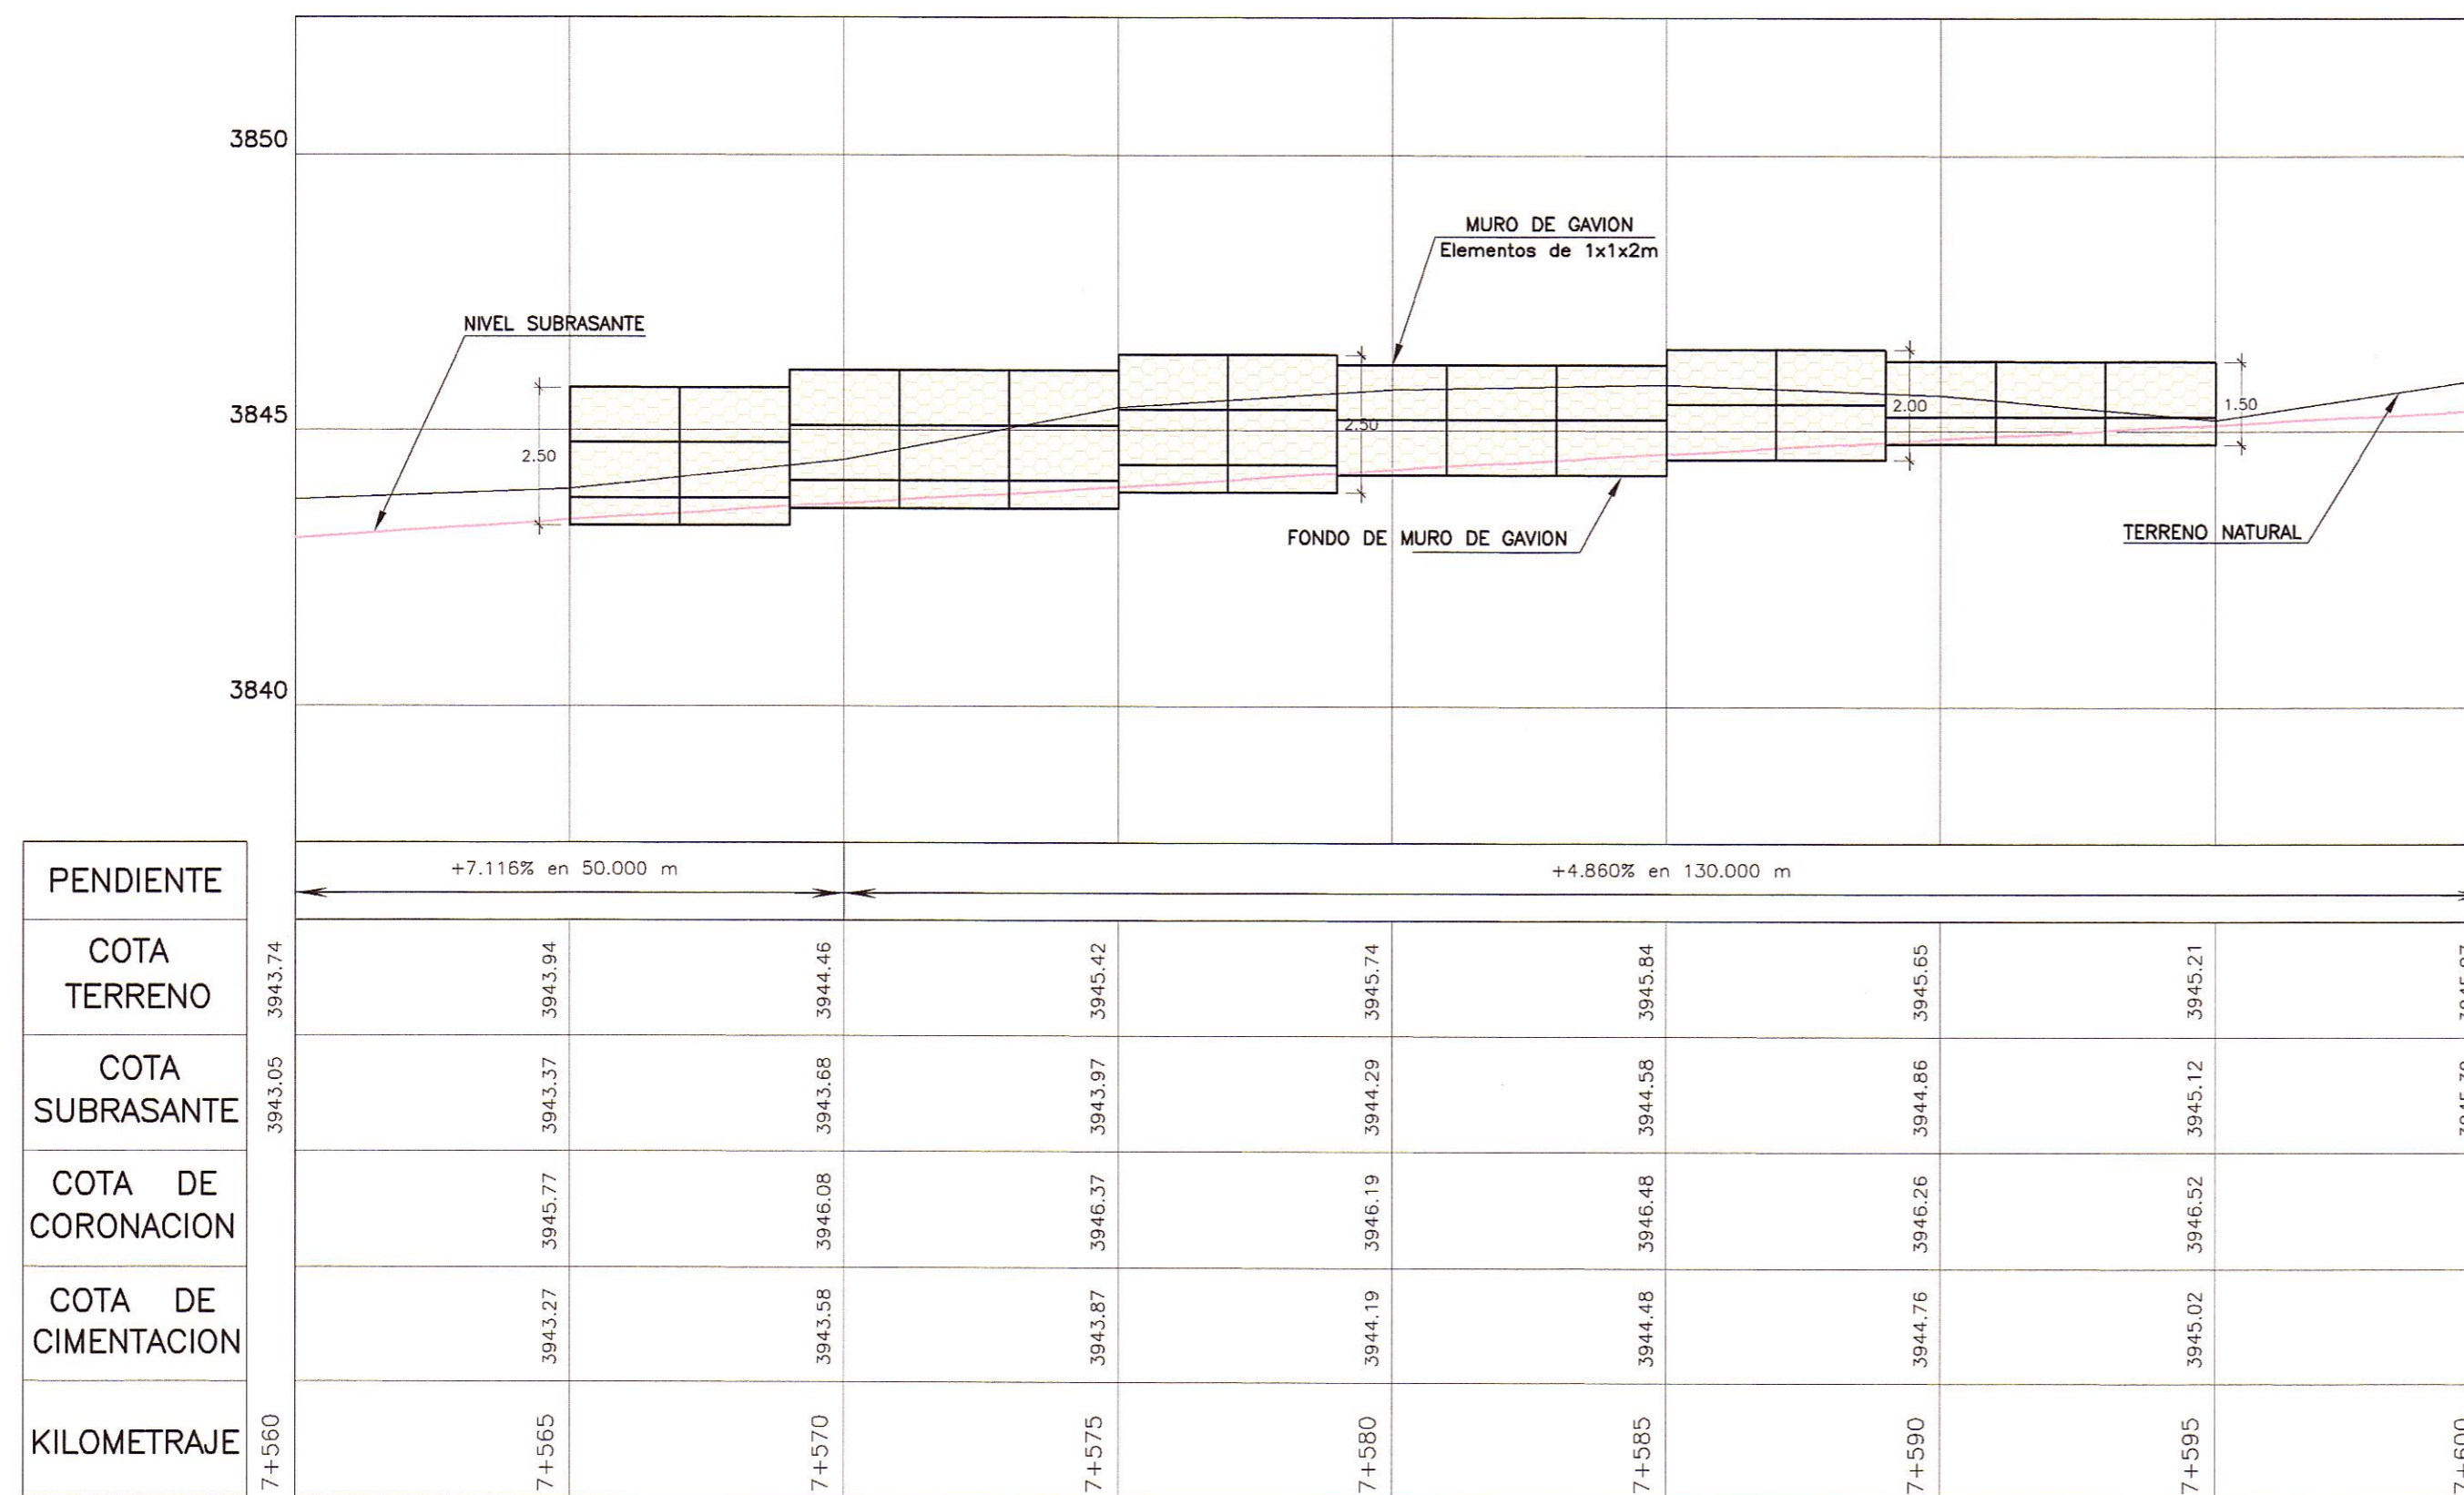 3850
MURO DE GAVION
Elementos de 1x1x2m
NIVEL SUBRASANTE
3845
2.50
2.50
2.00
1.50
FONDO DE MURO DE GAVION
TERRENO NATURAL
3840
PENDIENTE
+7.116% en 50.000 m
+4.860% en 130.000 m
COTA
TERRENO
3943.74
3943.94
3944.46
3945.42
3945.74
3945.84
3945.65
3945.21
COTA
SUBRASANTE
3943.05
3943.37
3943.68
3943.97
3944.29
3944.58
3944.86
3945.12
COTA DE
CORONACION
3945.77
3946.08
3946.37
3946.19
3946.48
3946.26
3946.52
COTA DE
CIMENTACION
3943.27
3943.58
3943.87
3944.19
3944.48
3944.76
3945.02
KILOMETRAJE
7+560
7+565
7+570
7+575
7+580
7+585
7+590
7+595
7+600